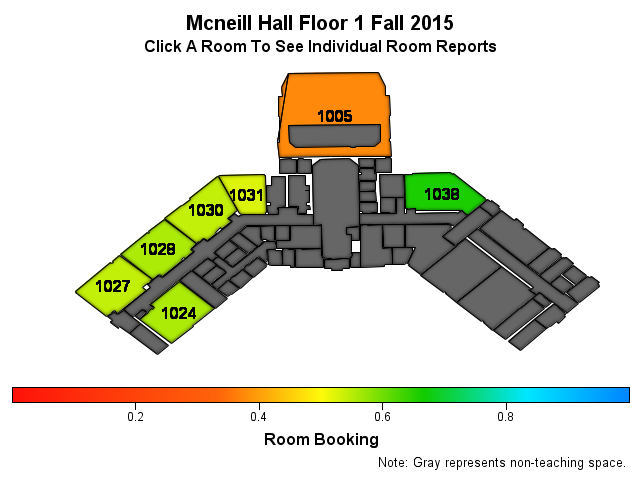 Mcneill Hall Floor 1 Fall 2015
Click A Room To See Individual Room Reports
1005
1031
1038
1030
1028
1027
1024
0.2 0.4 0.6 0.8
Room Booking
Note: Gray represents non-teaching space.